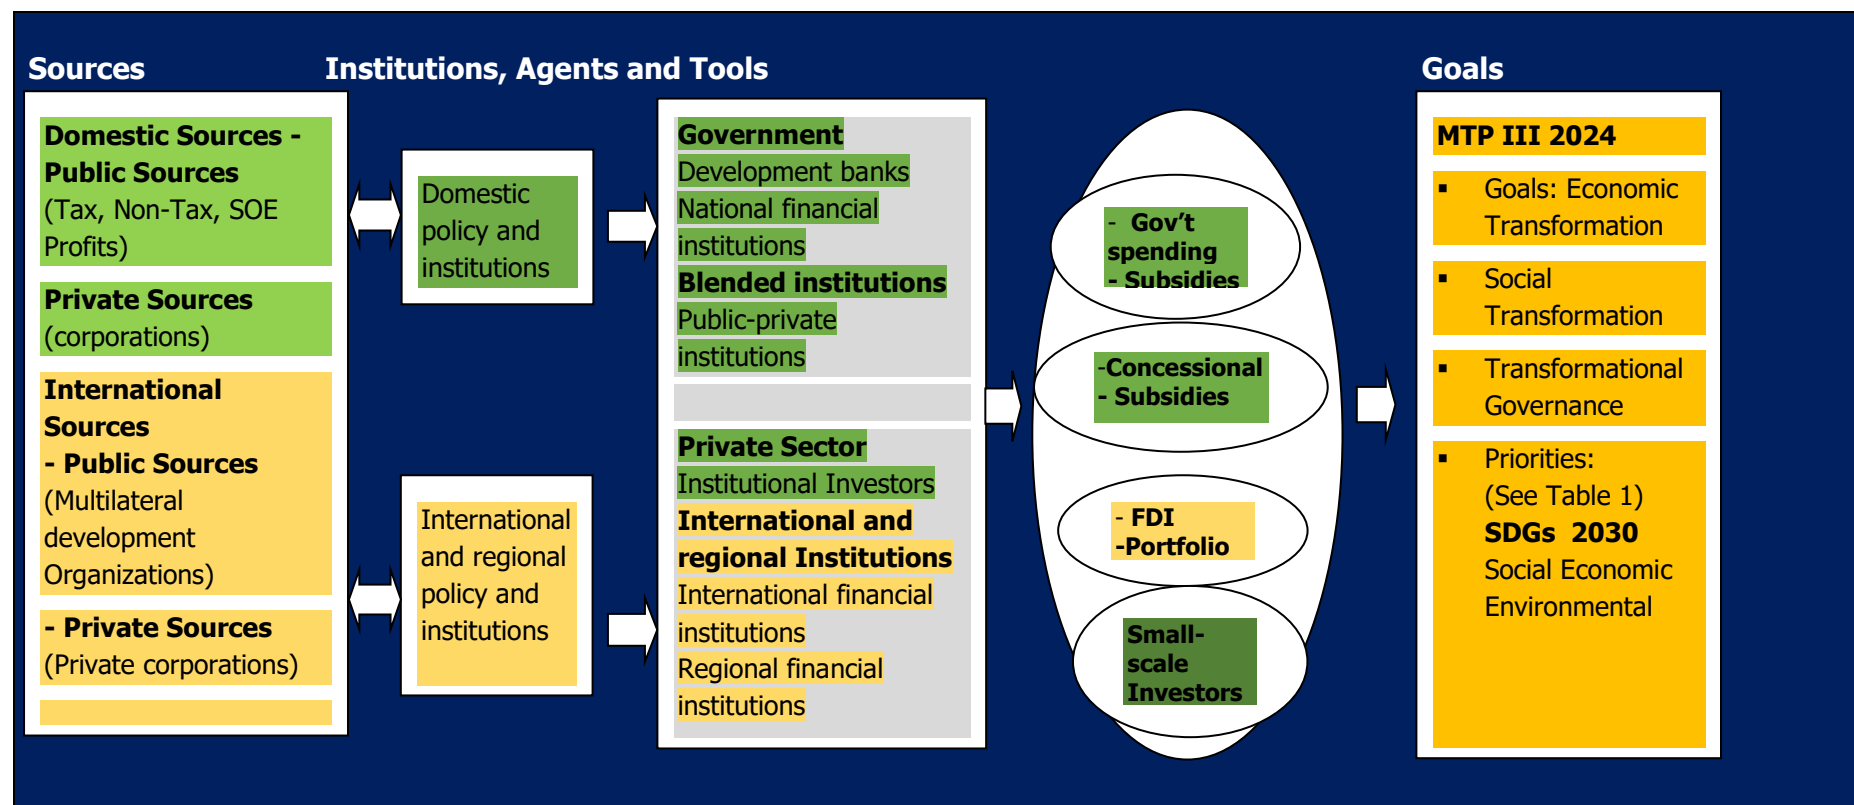 Sources
Institutions, Agents and Tools
Goals
Domestic Sources -
Public Sources
(Tax, Non-Tax, SOE
Profits)
Private Sources
(corporations)
International
Sources
- Public Sources
(Multilateral
development
Organizations)
- Private Sources
(Private corporations)
Domestic
policy and
institutions
International
and regional
policy and
institutions
Government
Development banks
National financial
institutions
Blended institutions
Public-private
institutions
Private Sector
Institutional Investors
International and
regional Institutions
International financial
institutions
Regional financial
institutions
- Gov't
spending
- Subsidies
-Concessional
- Subsidies
- FDI
-Portfolio
Small-
scale
Investors
MTP III 2024
▪ Goals: Economic
Transformation
▪ Social
Transformation
▪ Transformational
Governance
▪ Priorities:
(See Table 1)
SDGs 2030
Social Economic
Environmental